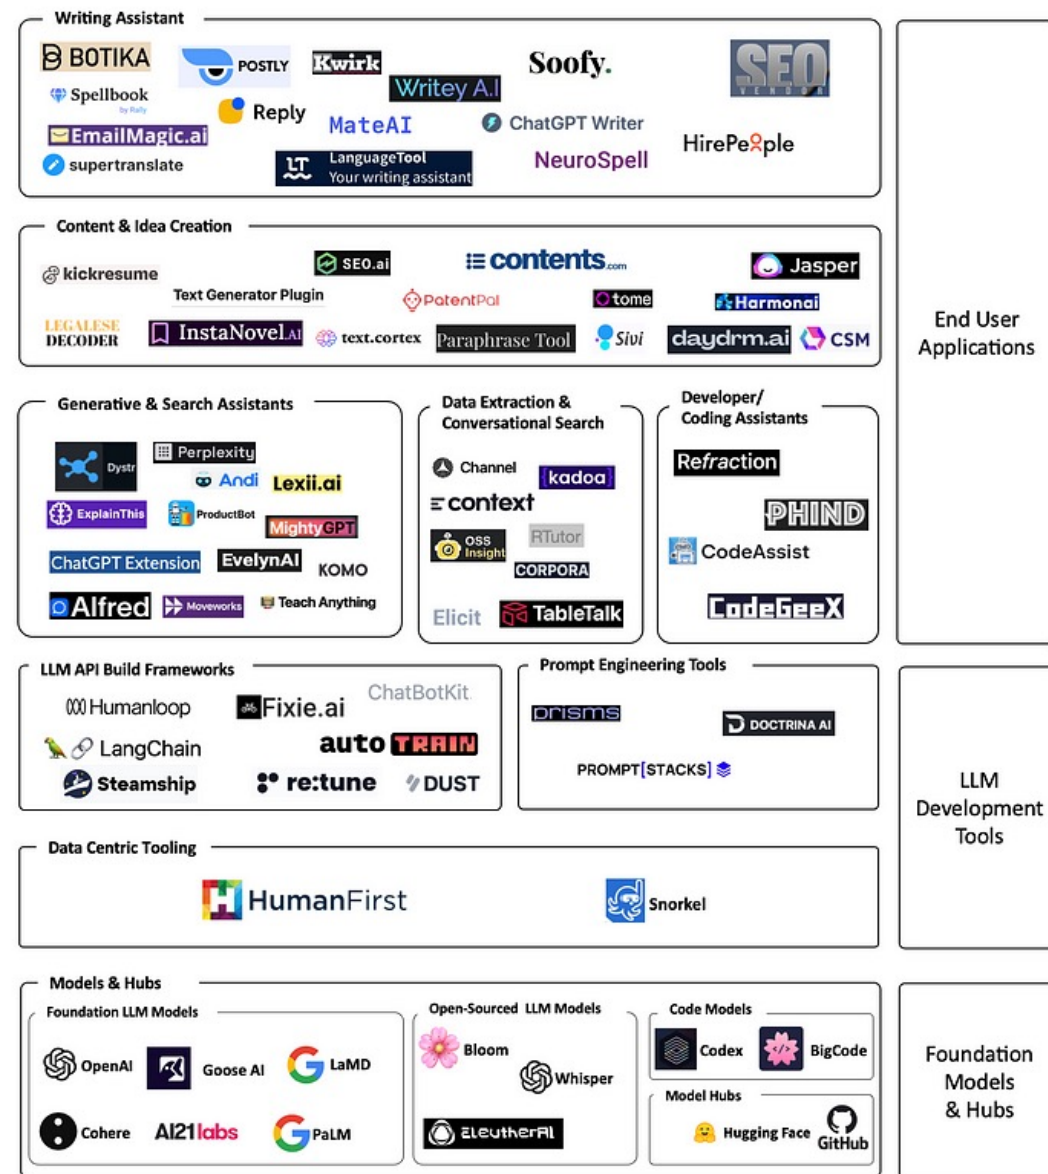 Writing Assistant
BOTIKA
POSTLY
Kwirk
Writey A.I
Soofy.
SEO
VENDOR
Spellbook
by Rally
Reply
MateAI
ChatGPT Writer
HirePeople
EmailMagic.ai
supertranslate
LT
LanguageTool
Your writing assistant
NeuroSpell
Content & Idea Creation
kickresume
SEO.ai
contents.com
Jasper
Text Generator Plugin
PatentPal
tome
Harmonai
LEGALESE
DECODER
InstaNovel.AI
text.cortex
Paraphrase Tool
Sivi
daydrm.ai
CSM
End User
Applications
Generative & Search Assistants
Dystr
Perplexity
Andi
Lexii.ai
ExplainThis
ProductBot
MightyGPT
ChatGPT Extension
EvelynAI
KOMO
Alfred
Moveworks
Teach Anything
Data Extraction &
Conversational Search
Channel
{kadoa}
context
OSS
Insight
RTutor
CORPORA
Elicit
TableTalk
Developer/
Coding Assistants
Refraction
PHIND
CodeAssist
CodeGeeX
LLM API Build Frameworks
Humanloop
Fixie.ai
ChatBotKit
LangChain
auto TRAIN
Steamship
re:tune
DUST
Prompt Engineering Tools
prisms
DOCTRINA AI
PROMPT[STACKS]
LLM
Development
Tools
Data Centric Tooling
HumanFirst
Snorkel
Models & Hubs
Foundation LLM Models
OpenAI
Goose AI
LaMD
Cohere
AI21labs
PaLM
Open-Sourced LLM Models
Bloom
Whisper
EleutherAI
Code Models
Codex
BigCode
Model Hubs
Hugging Face
GitHub
Foundation
Models
& Hubs